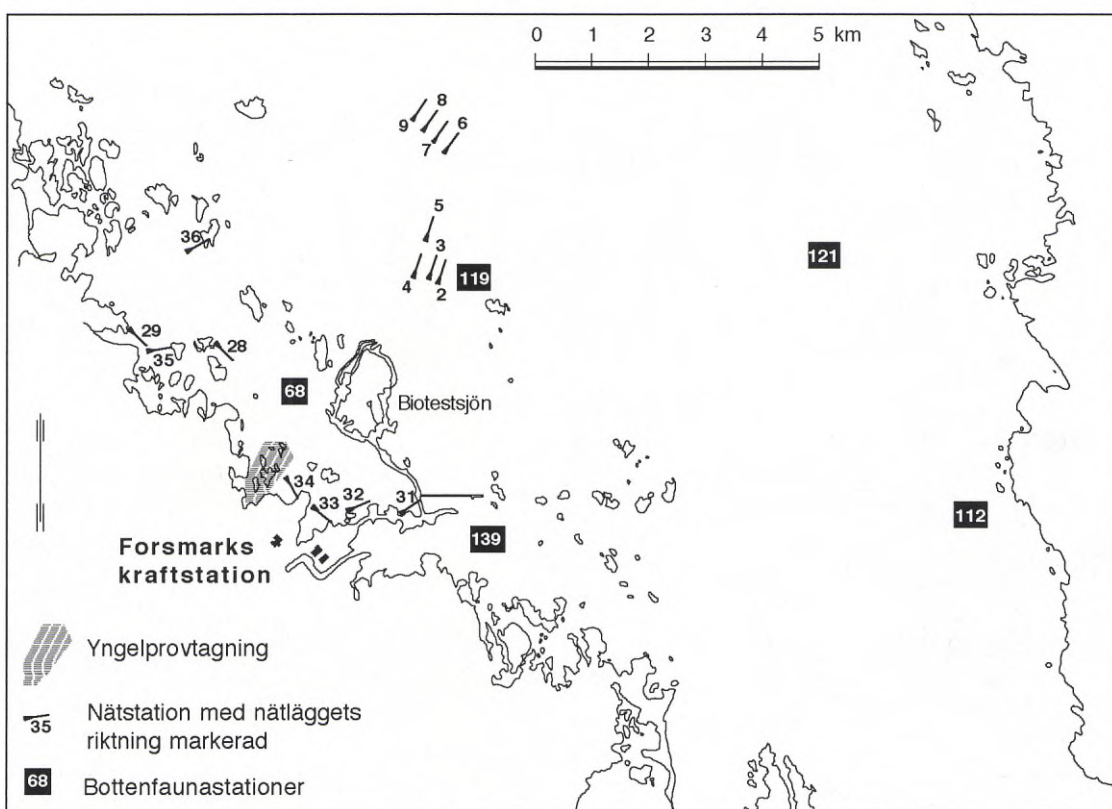 0 1 2 3 4 5 km
8
9
6
7
5
3
4
2
119
121
36
29
35
28
68
Biotestsjön
34
33
32
31
139
112
Forsmarks
kraftstation
Yngelprovtagning
35
Nätstation med nätläggets
riktning markerad
68
Bottenfaunastationer